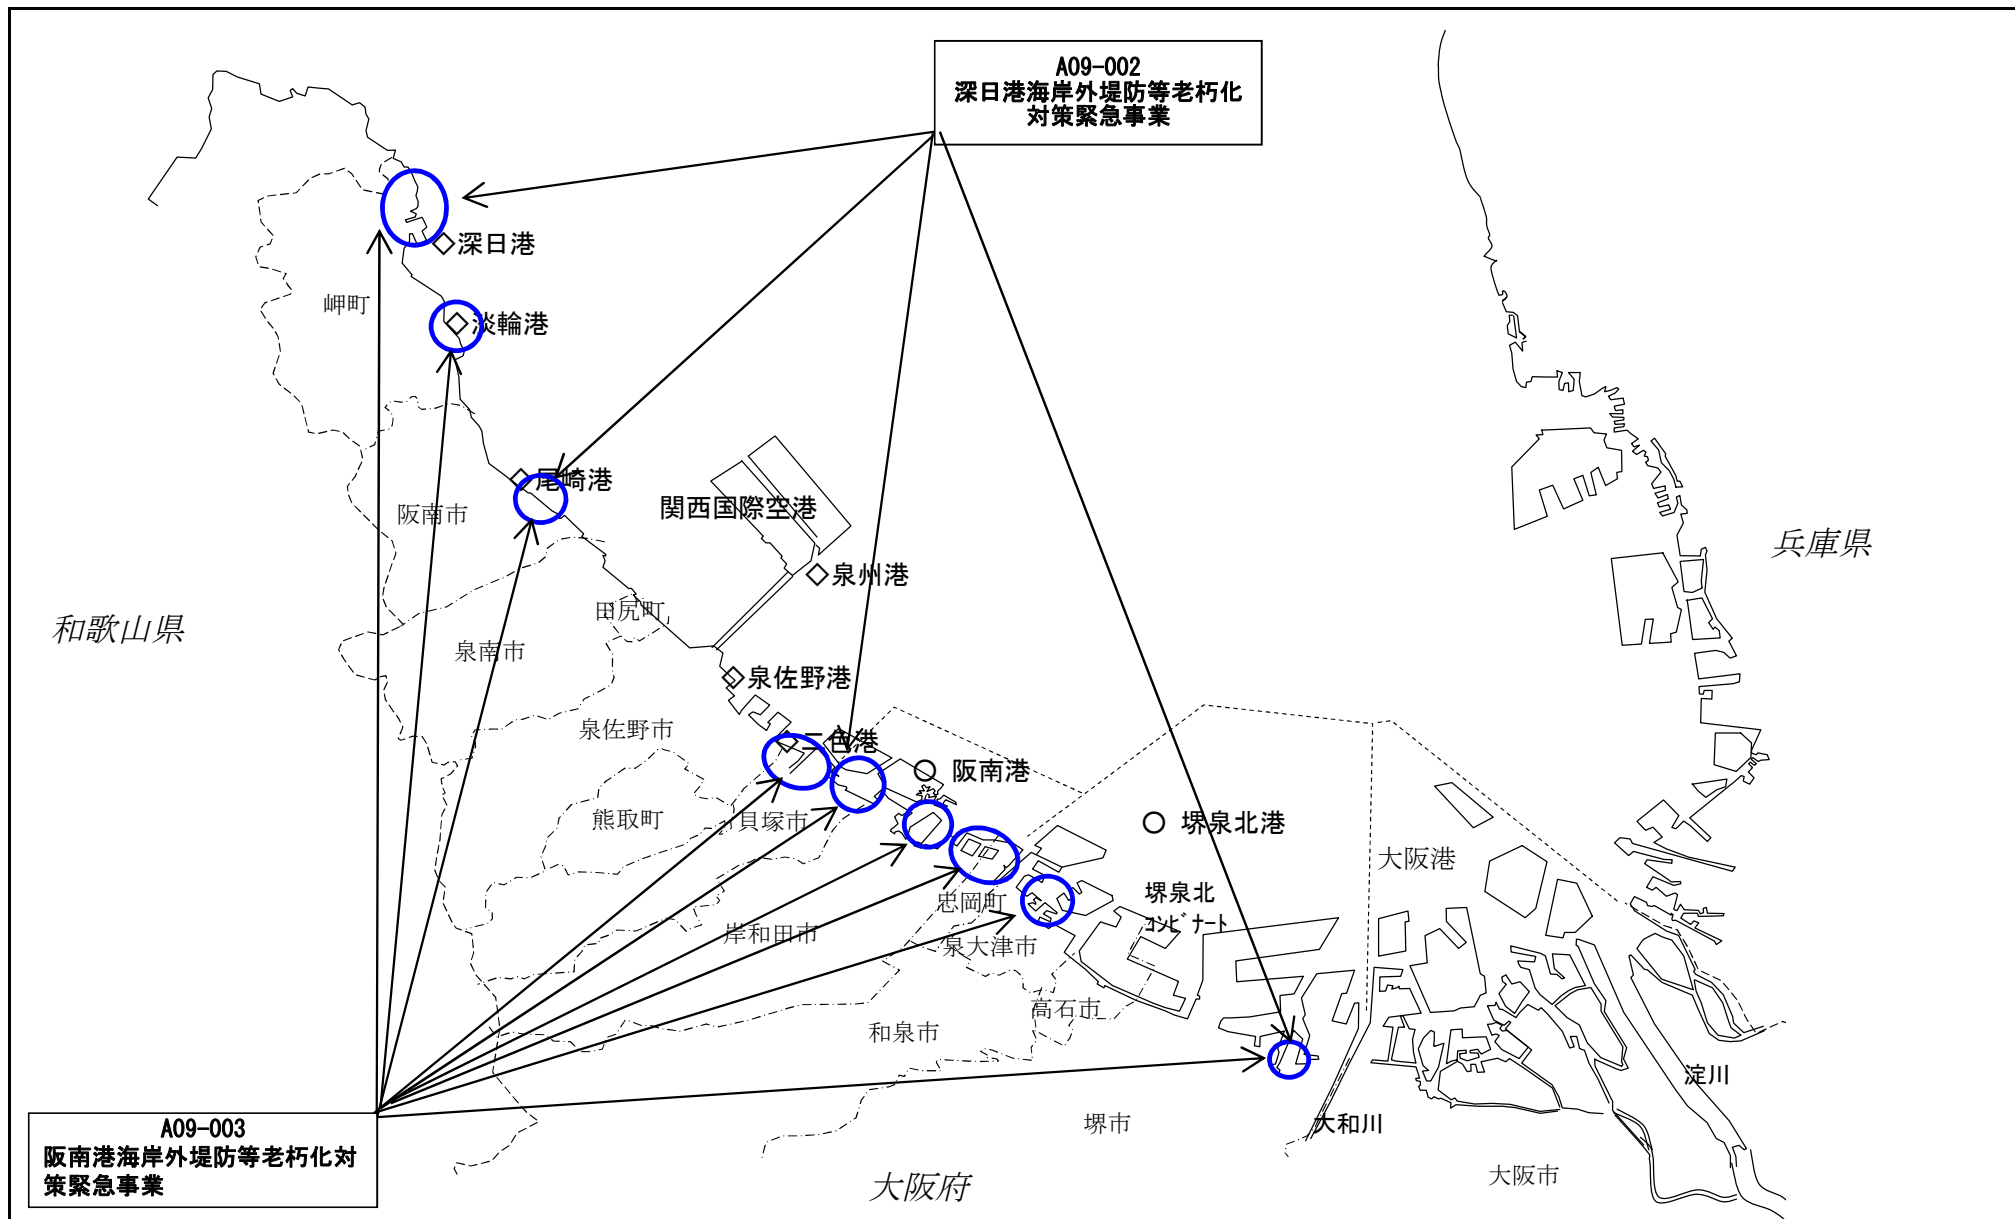 A09-002
深日港海岸外堤防等老朽化
対策緊急事業
深日港
岬町
淡輪港
尾崎港
関西国際空港
阪南市
兵庫県
泉州港
田尻町
和歌山県
泉南市
泉佐野港
泉佐野市
二色港
阪南港
熊取町
貝塚市
堺泉北港
大阪港
忠岡町
堺泉北
コンビナート
岸和田市
泉大津市
高石市
和泉市
淀川
堺市
大和川
A09-003
阪南港海岸外堤防等老朽化対
策緊急事業
大阪府
大阪市